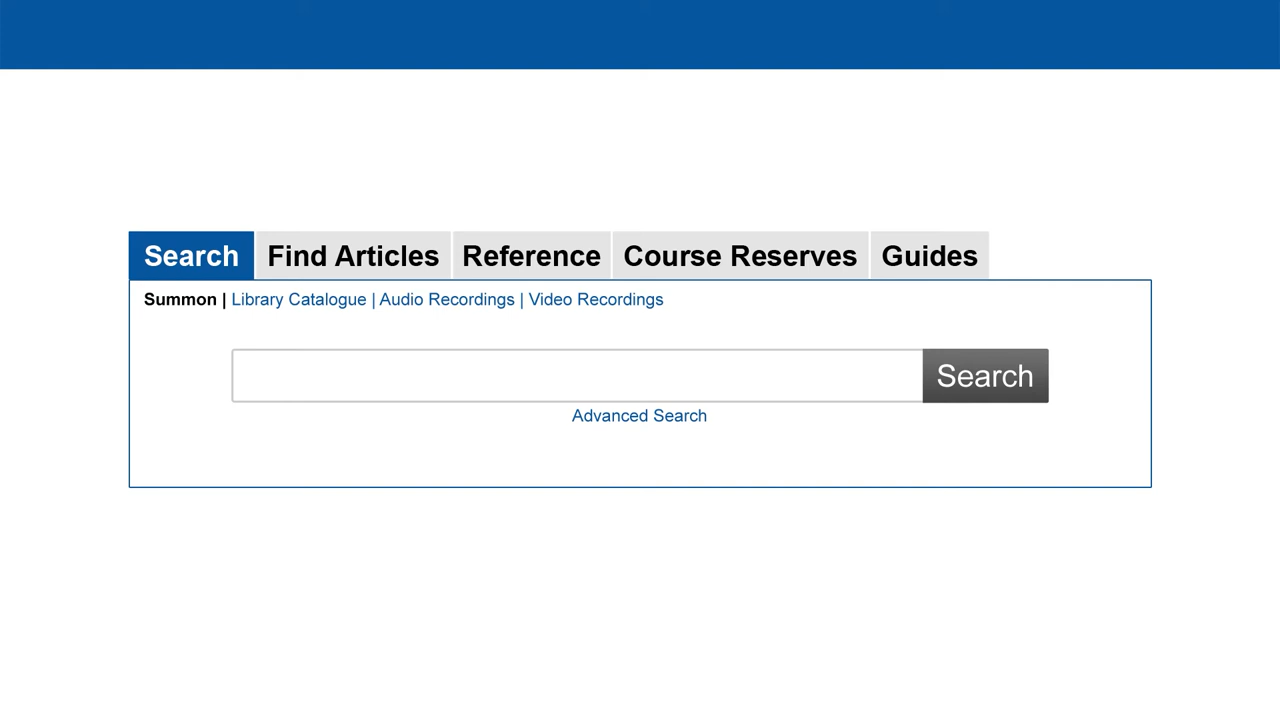 Search Find Articles Reference Course Reserves Guides
Summon | Library Catalogue | Audio Recordings | Video Recordings
Search
Advanced Search